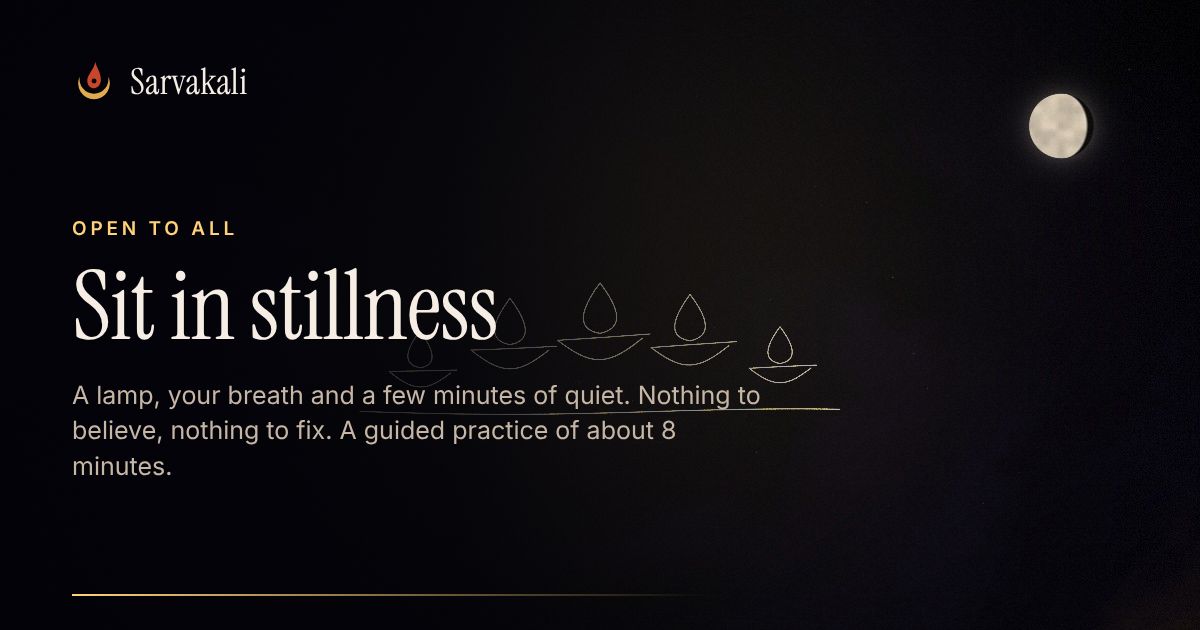 Sarvakali
OPEN TO ALL
Sit in stillness
A lamp, your breath and a few minutes of quiet. Nothing to
believe, nothing to fix. A guided practice of about 8
minutes.